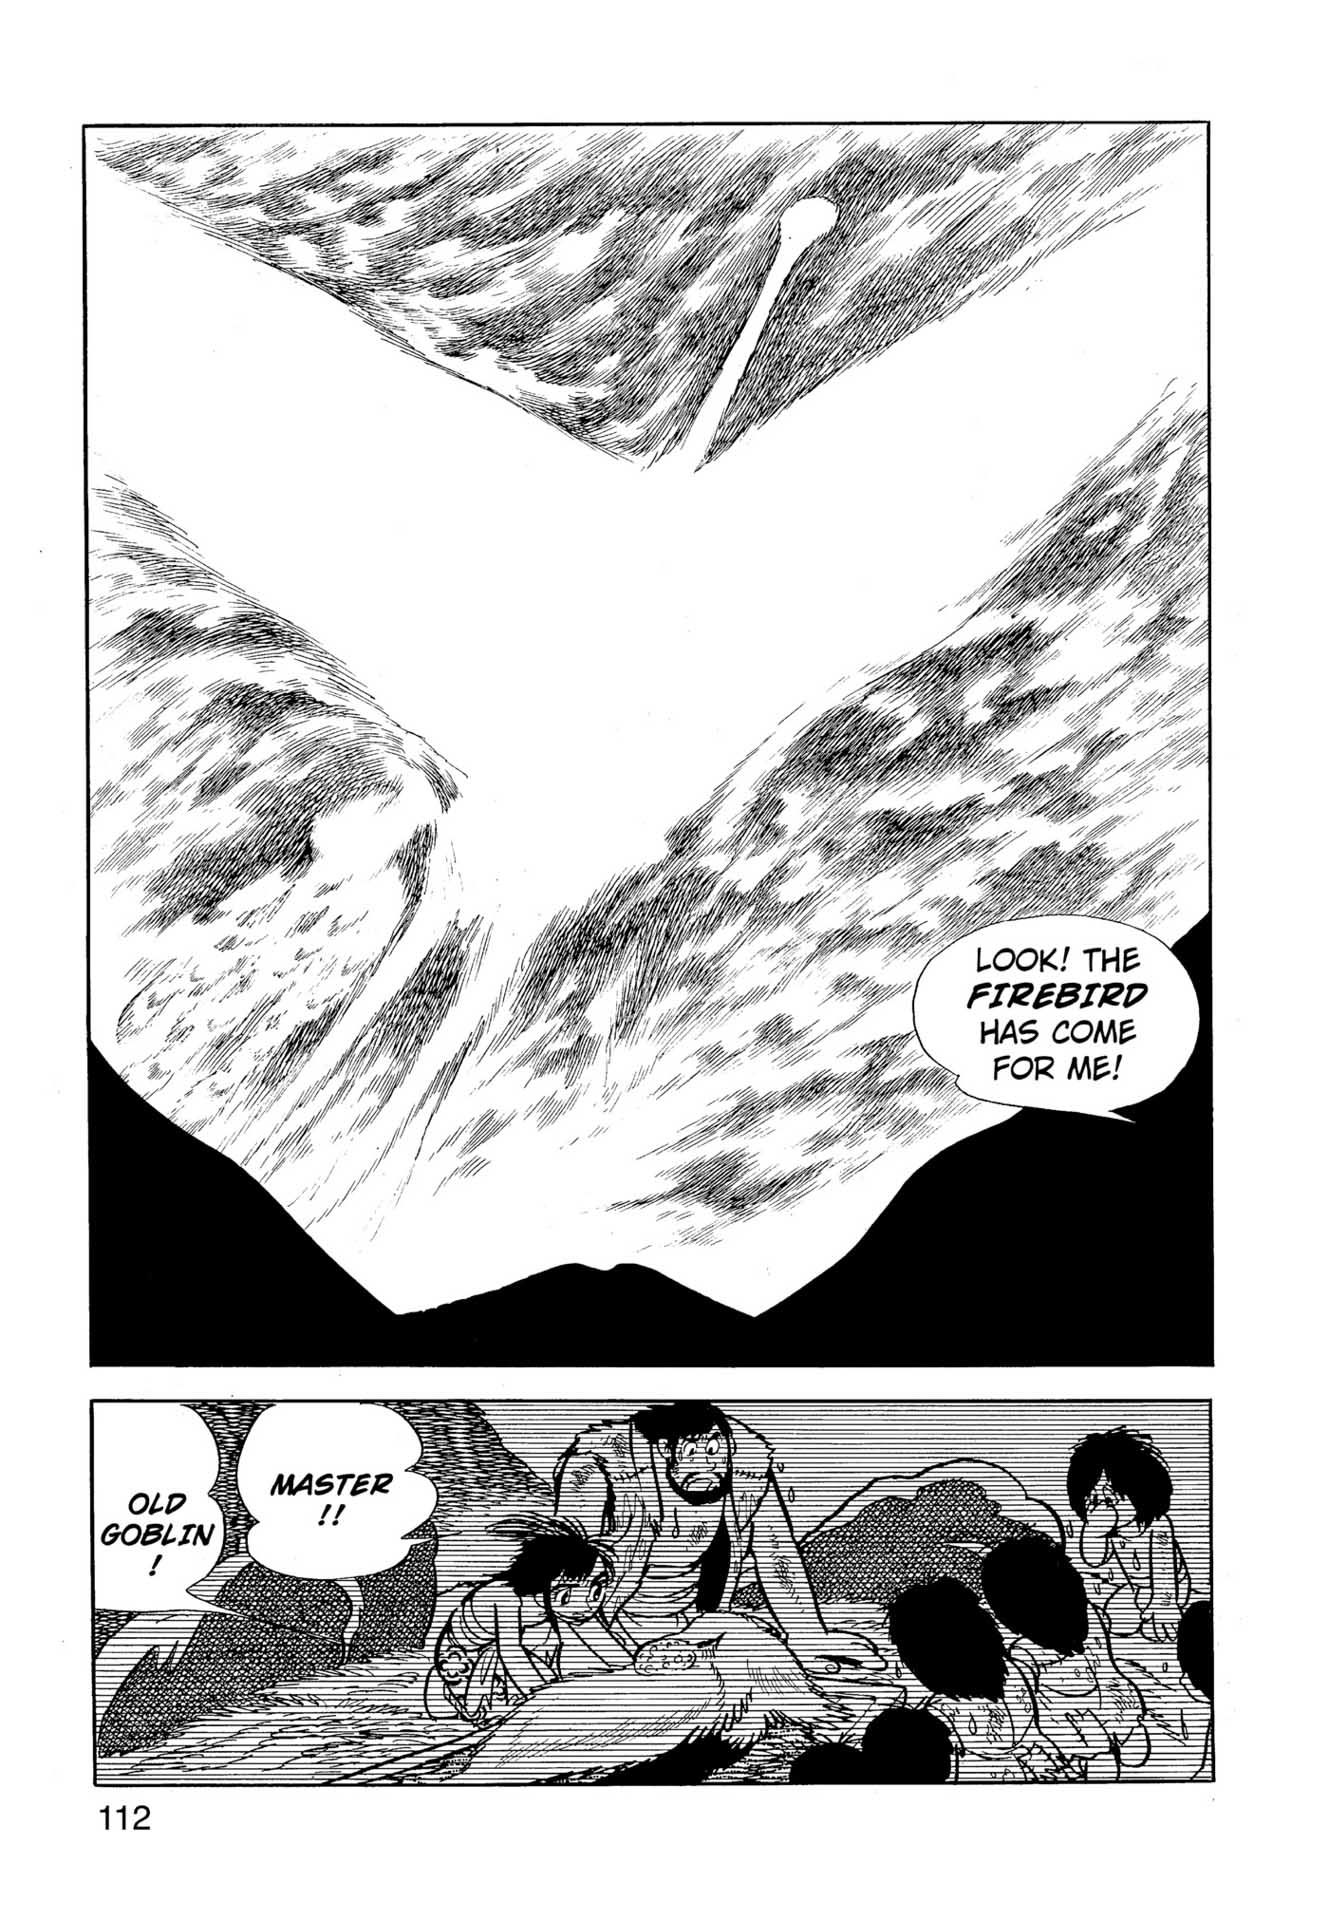 LOOK! THE
FIREBIRD
HAS COME
FOR ME!
MASTER
!!
OLD
GOBLIN
!
112